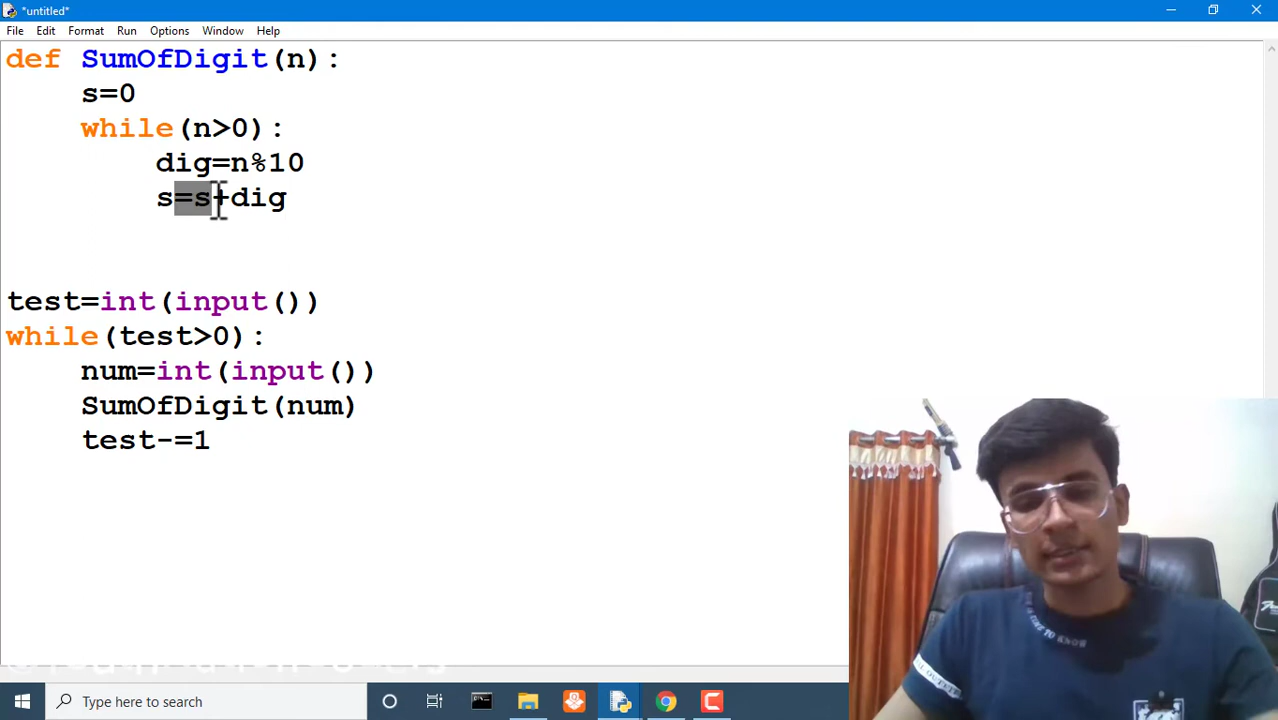 *untitled*
File Edit Format Run Options Window Help
def SumOfDigit(n):
s=0
while(n>0):
dig=n%10
s=s+dig
test=int(input())
while(test>0):
num=int(input())
SumOfDigit(num)
test-=1
Type here to search